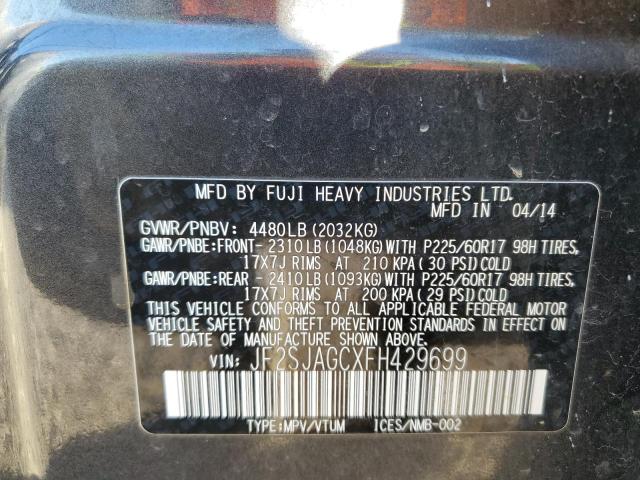 MFD BY FUJI HEAVY INDUSTRIES LTD.
MFD IN 04/14
GVWR/PNBV: 4480LB(2032KG)
GAWR/PNBE:FRONT- 2310LB(1048KG)WITH P225/60R17 98H TIRES,
17X7J RIMS AT 210 KPA( 30 PSI)COLD
GAWR/PNBE:REAR - 2410LB(1093KG)WITH P225/60R17 98H TIRES,
17X7J RIMS AT 200 KPA( 29 PSI)COLD
THIS VEHICLE CONFORMS TO ALL APPLICABLE FEDERAL MOTOR
VEHICLE SAFETY AND THEFT PREVENTION STANDARDS IN EFFECT ON
THE DATE OF MANUFACTURE SHOWN ABOVE.
VIN: JF2SJAGCXFH429699
TYPE:MPV/VTUM ICES/NMB-002